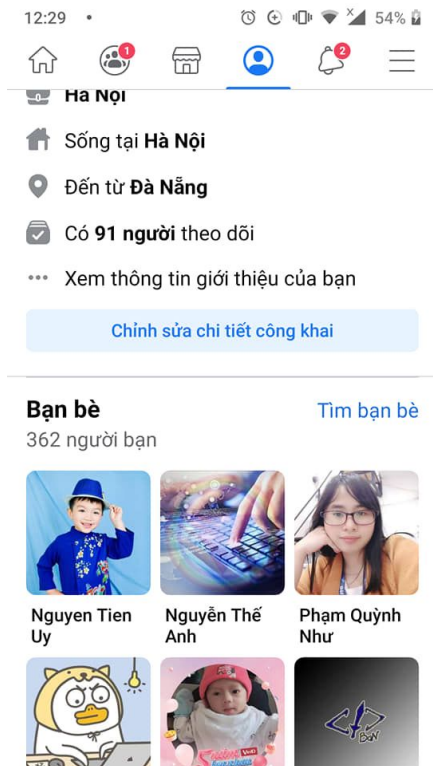 12:29
54%
1
2
Hà Nội
Sống tại Hà Nội
Đến từ Đà Nẵng
Có 91 người theo dõi
Xem thông tin giới thiệu của bạn
Chỉnh sửa chi tiết công khai
Bạn bè
Tìm bạn bè
362 người bạn
Nguyen Tien
Uy
Nguyễn Thế
Anh
Phạm Quỳnh
Như